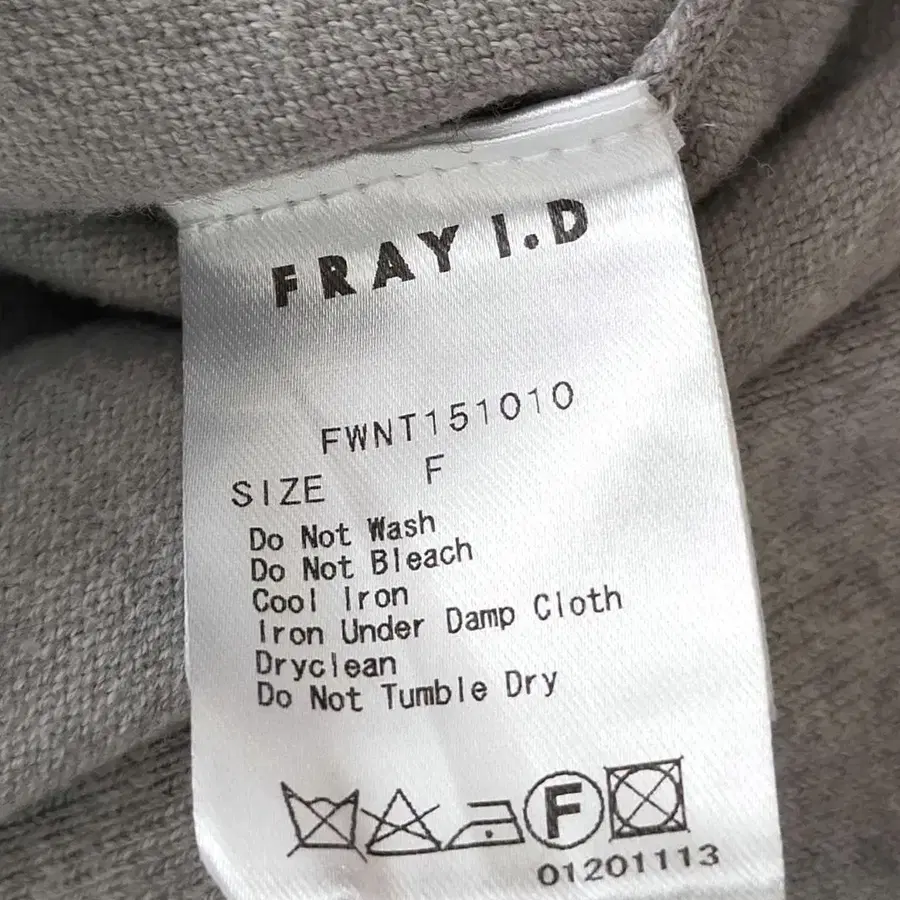 FRAY I.D
FWNT151010
SIZE F
Do Not Wash
Do Not Bleach
Cool Iron
Iron Under Damp Cloth
Dryclean
Do Not Tumble Dry
F
01201113